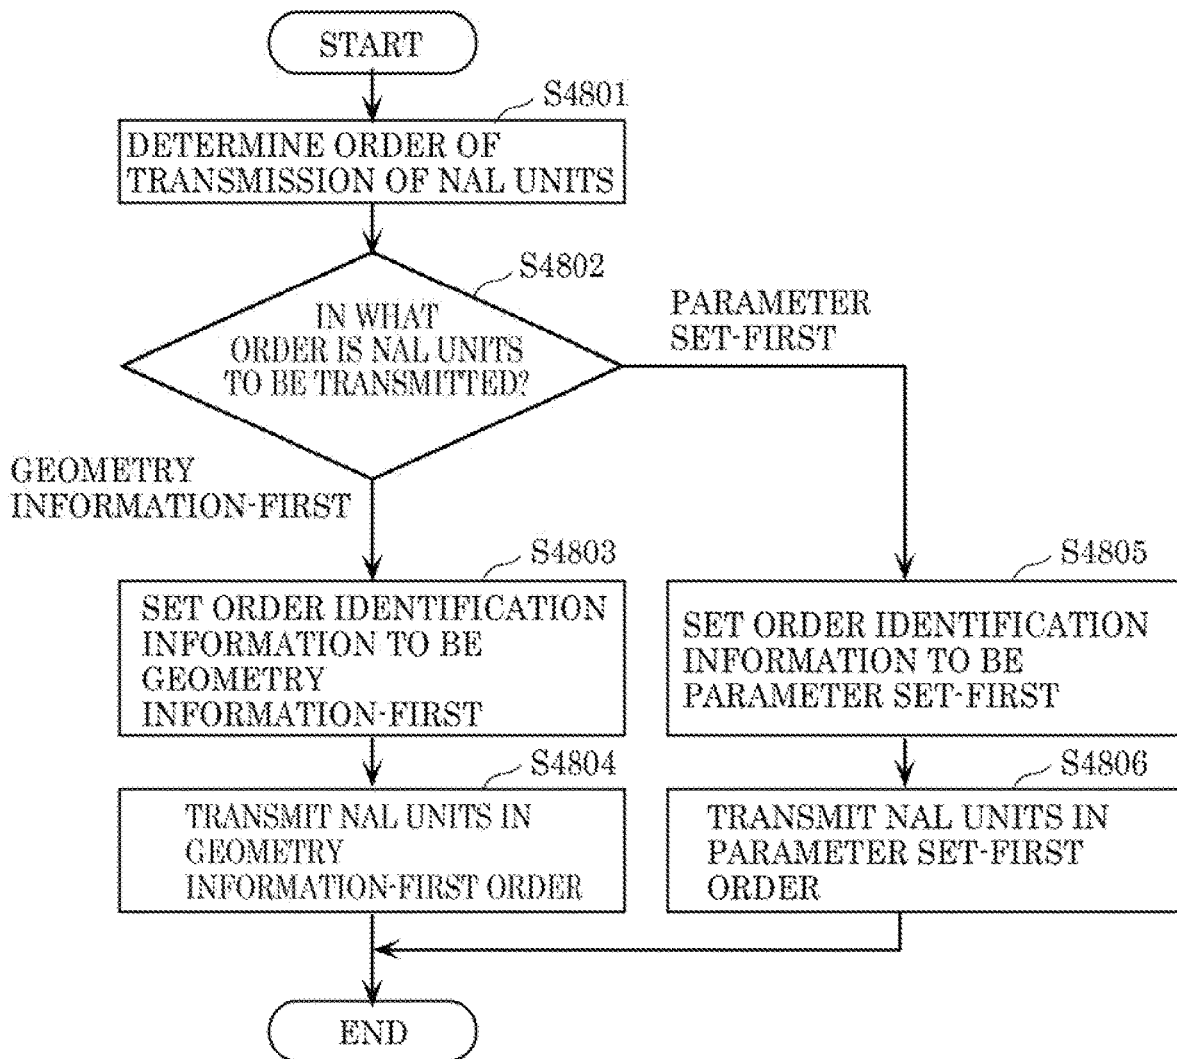 START
S4801
DETERMINE ORDER OF
TRANSMISSION OF NAL UNITS
S4802
IN WHAT
ORDER IS NAL UNITS
TO BE TRANSMITTED?
PARAMETER
SET-FIRST
GEOMETRY
INFORMATION-FIRST
S4803
SET ORDER IDENTIFICATION
INFORMATION TO BE
GEOMETRY
INFORMATION-FIRST
S4805
SET ORDER IDENTIFICATION
INFORMATION TO BE
PARAMETER SET-FIRST
S4804
TRANSMIT NAL UNITS IN
GEOMETRY
INFORMATION-FIRST ORDER
S4806
TRANSMIT NAL UNITS IN
PARAMETER SET-FIRST
ORDER
END